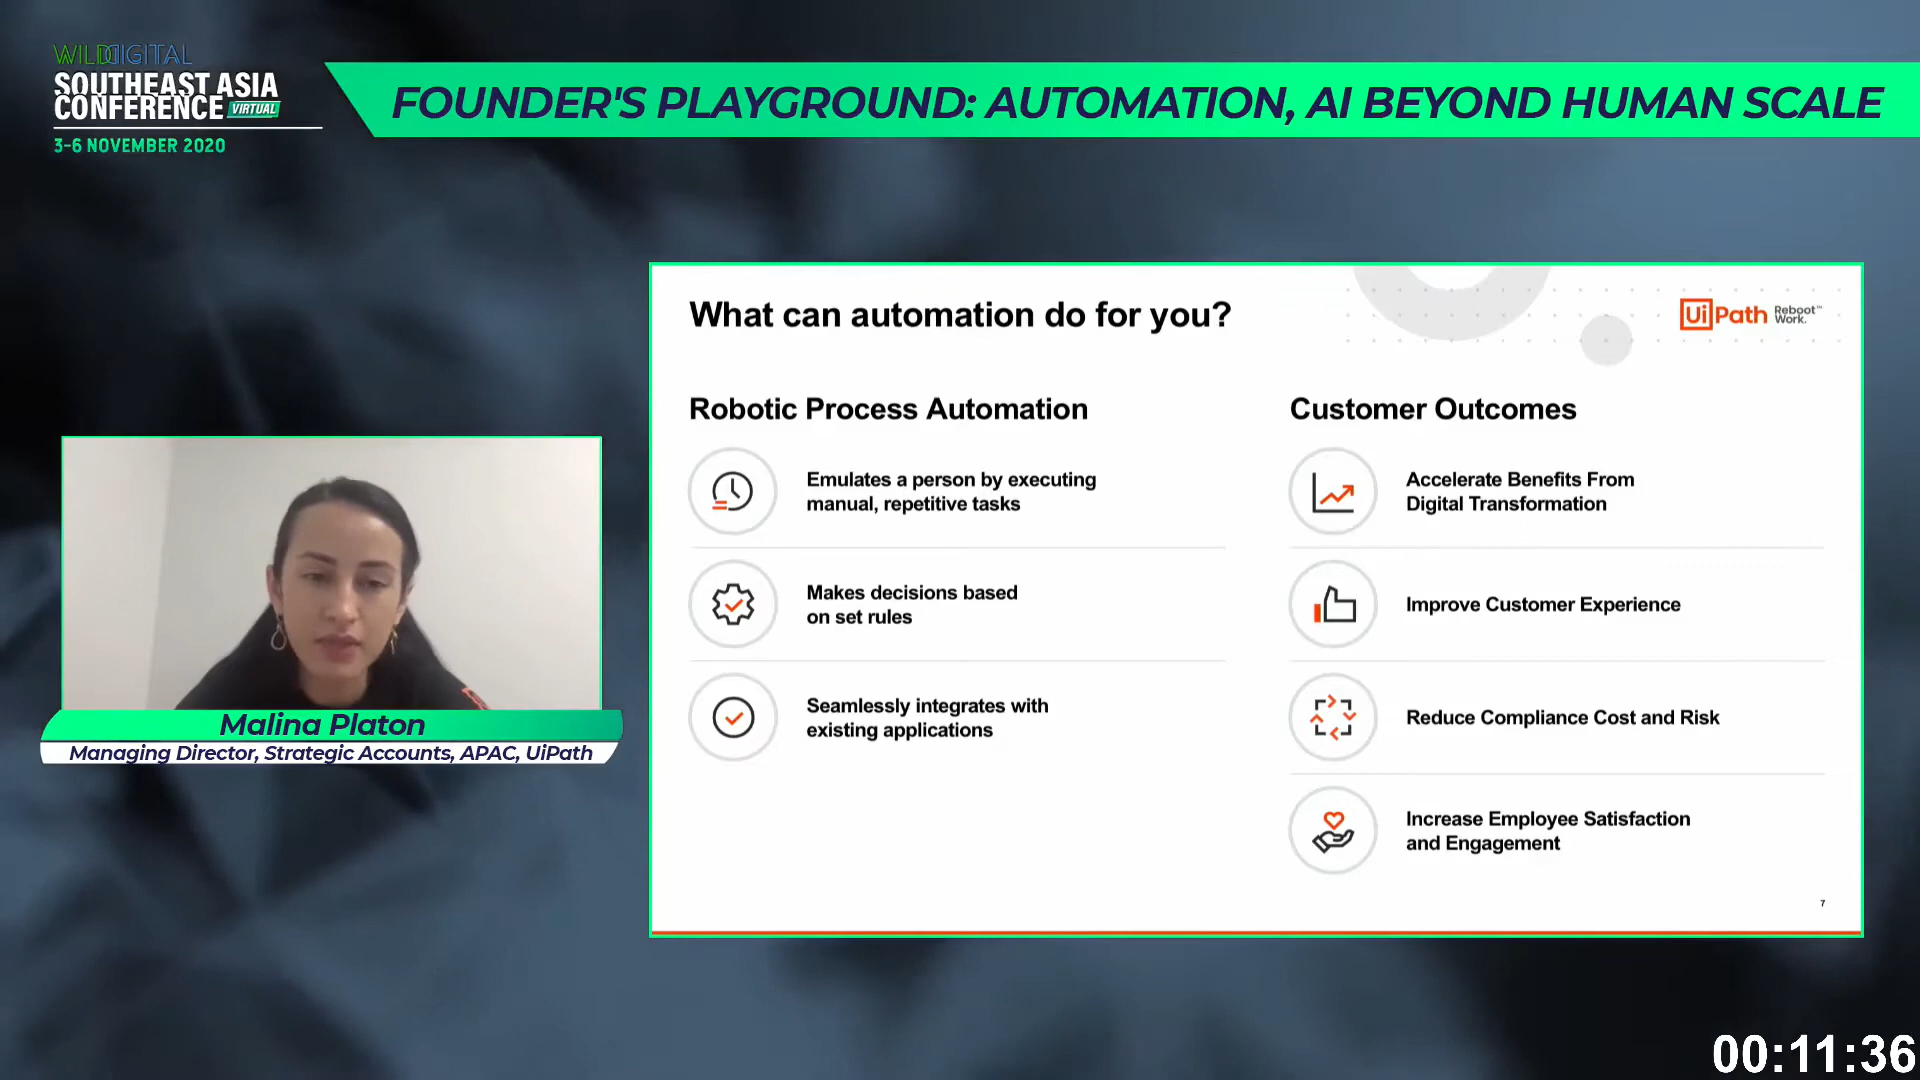 WILDDIGITAL
SOUTHEAST ASIA
CONFERENCE VIRTUAL
3-6 NOVEMBER 2020
FOUNDER'S PLAYGROUND: AUTOMATION, AI BEYOND HUMAN SCALE
What can automation do for you?
UiPath Reboot™
Work.
Robotic Process Automation
Emulates a person by executing
manual, repetitive tasks
Makes decisions based
on set rules
Seamlessly integrates with
existing applications
Customer Outcomes
Accelerate Benefits From
Digital Transformation
Improve Customer Experience
Reduce Compliance Cost and Risk
Increase Employee Satisfaction
and Engagement
7
Malina Platon
Managing Director, Strategic Accounts, APAC, UiPath
00:11:36